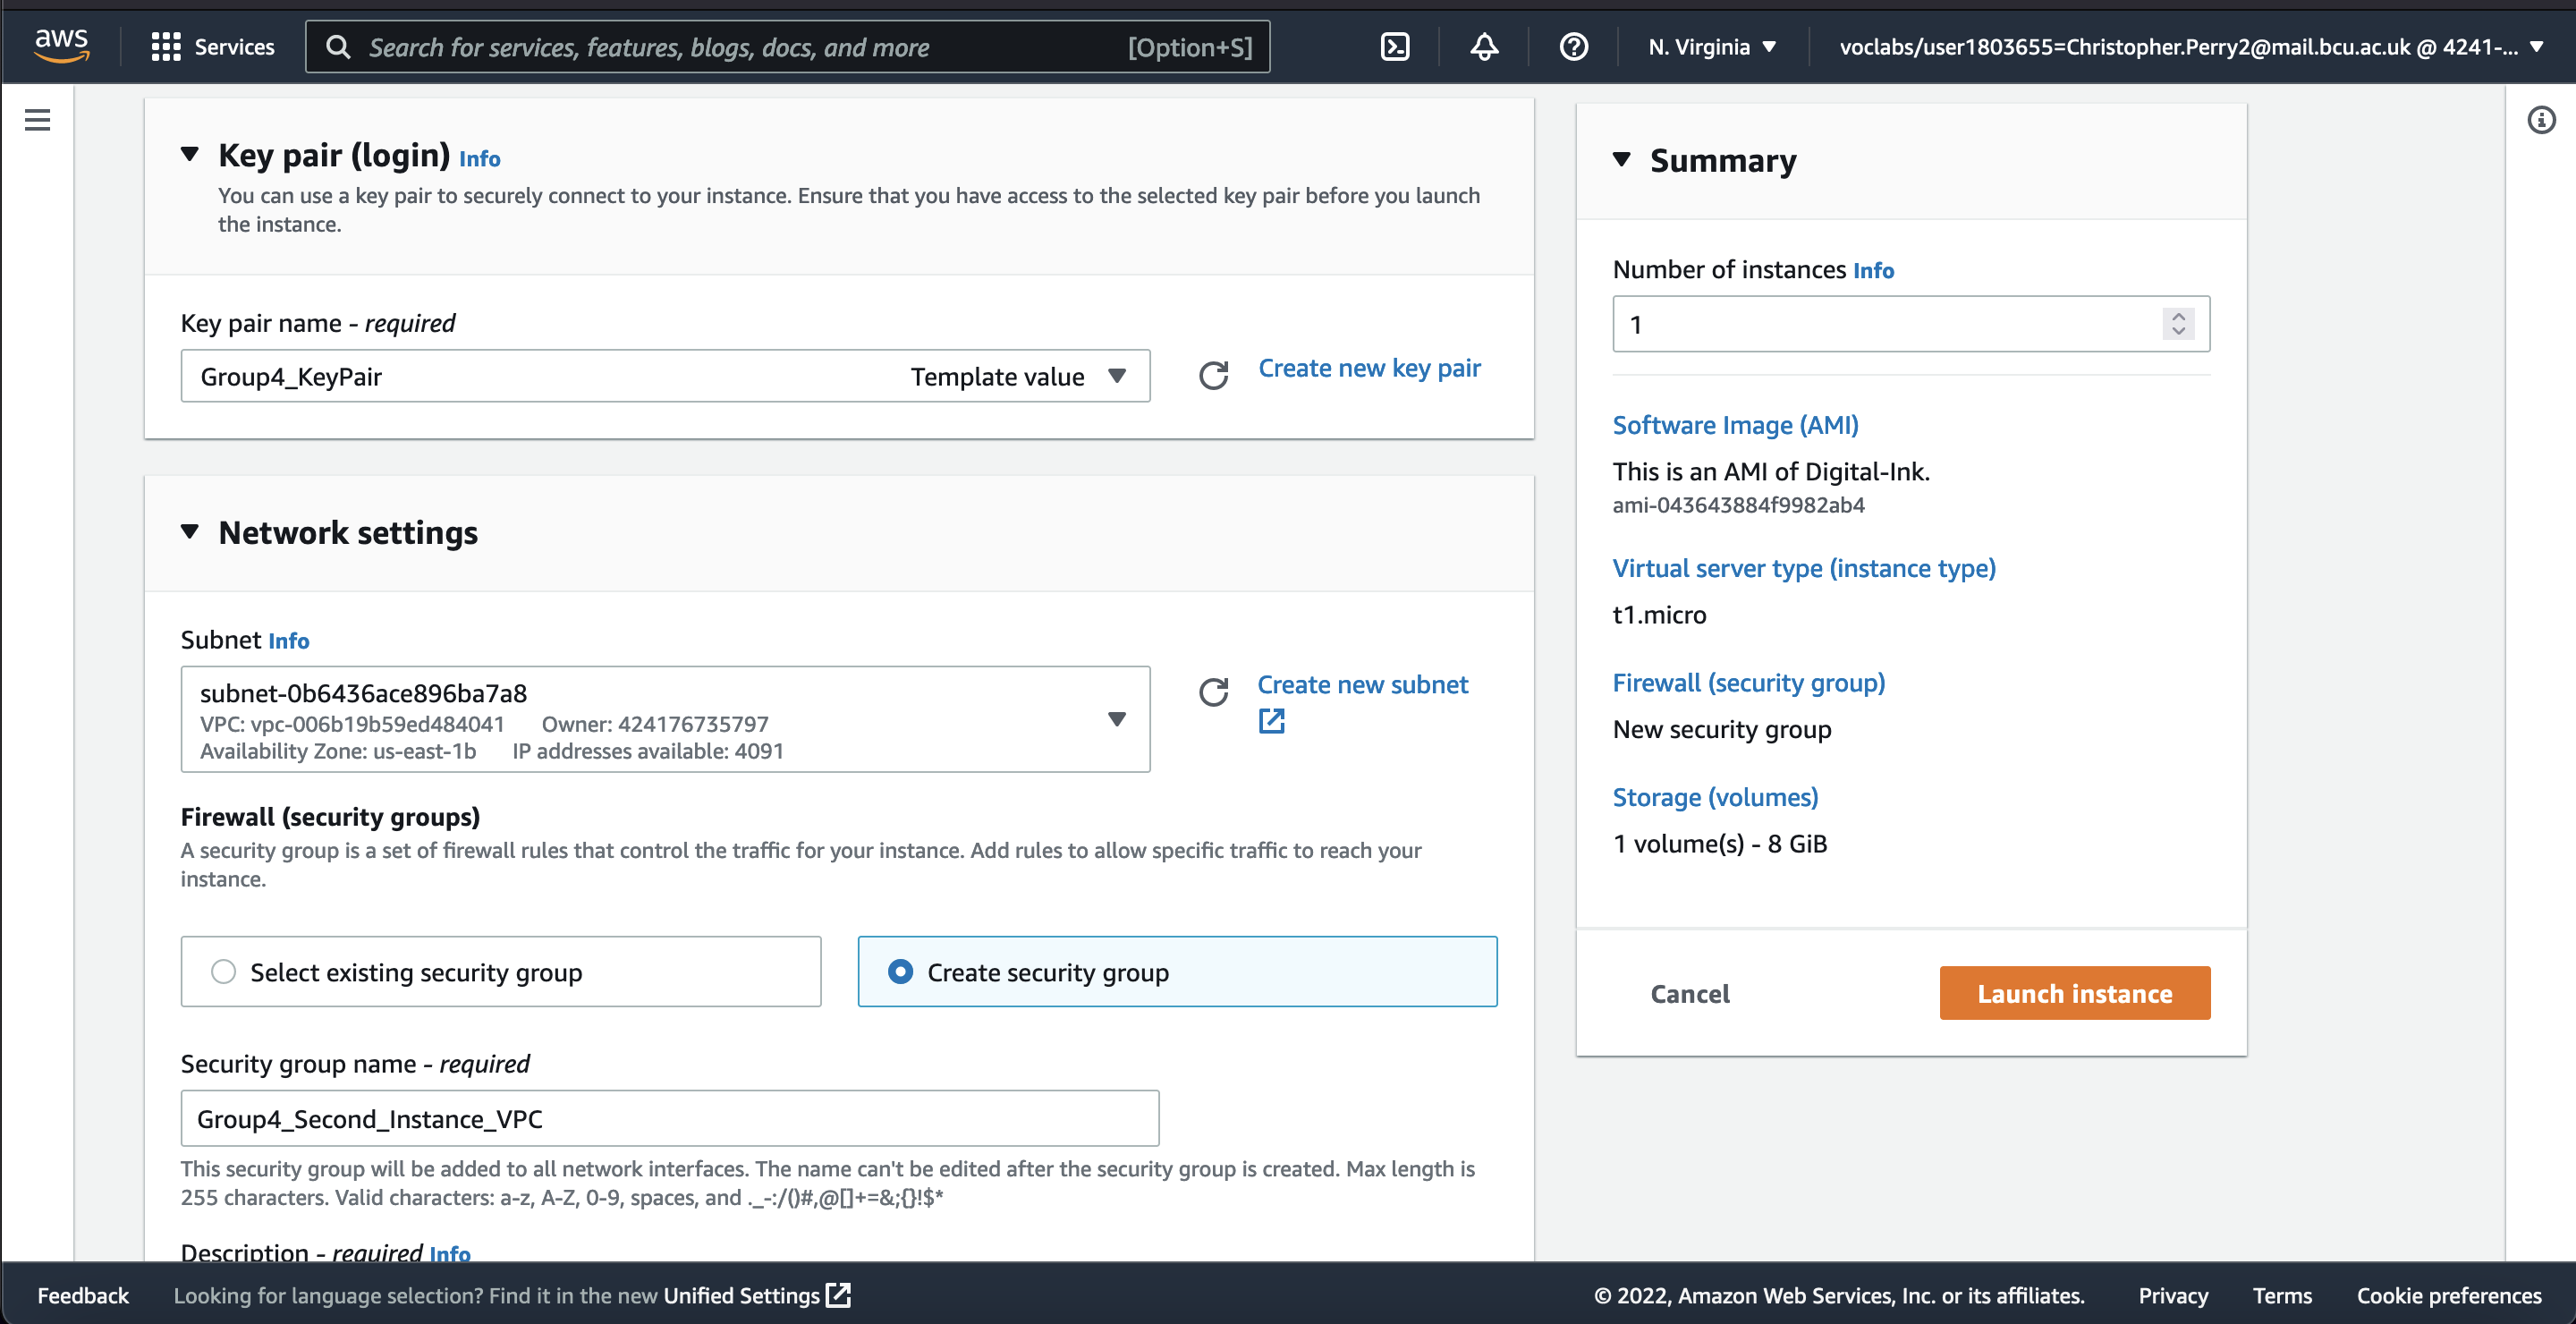 aws
Services
Search for services, features, blogs, docs, and more
[Option+S]
N. Virginia
voclabs/user1803655=Christopher.Perry2@mail.bcu.ac.uk @ 4241-...
Key pair (login) Info
You can use a key pair to securely connect to your instance. Ensure that you have access to the selected key pair before you launch
the instance.
Key pair name - required
Group4_KeyPair
Template value
Create new key pair
Network settings
Subnet Info
subnet-0b6436ace896ba7a8
VPC: vpc-006b19b59ed484041 Owner: 424176735797
Availability Zone: us-east-1b IP addresses available: 4091
Create new subnet
Firewall (security groups)
A security group is a set of firewall rules that control the traffic for your instance. Add rules to allow specific traffic to reach your
instance.
Select existing security group
Create security group
Security group name - required
Group4_Second_Instance_VPC
This security group will be added to all network interfaces. The name can't be edited after the security group is created. Max length is
255 characters. Valid characters: a-z, A-Z, 0-9, spaces, and ._-:/()#,@[]+=&;{}!$*
Description - required Info
Summary
Number of instances Info
1
Software Image (AMI)
This is an AMI of Digital-Ink.
ami-043643884f9982ab4
Virtual server type (instance type)
t1.micro
Firewall (security group)
New security group
Storage (volumes)
1 volume(s) - 8 GiB
Cancel
Launch instance
Feedback
Looking for language selection? Find it in the new Unified Settings
© 2022, Amazon Web Services, Inc. or its affiliates.
Privacy
Terms
Cookie preferences